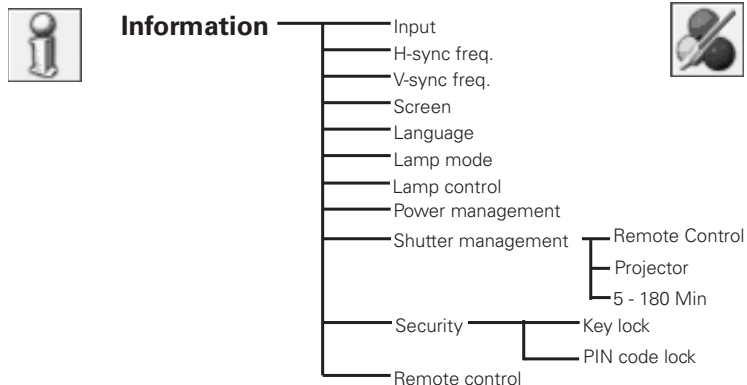 Information
Input
H-sync freq.
V-sync freq.
Screen
Language
Lamp mode
Lamp control
Power management
Shutter management
Remote Control
Projector
5 - 180 Min
Security
Key lock
PIN code lock
Remote control